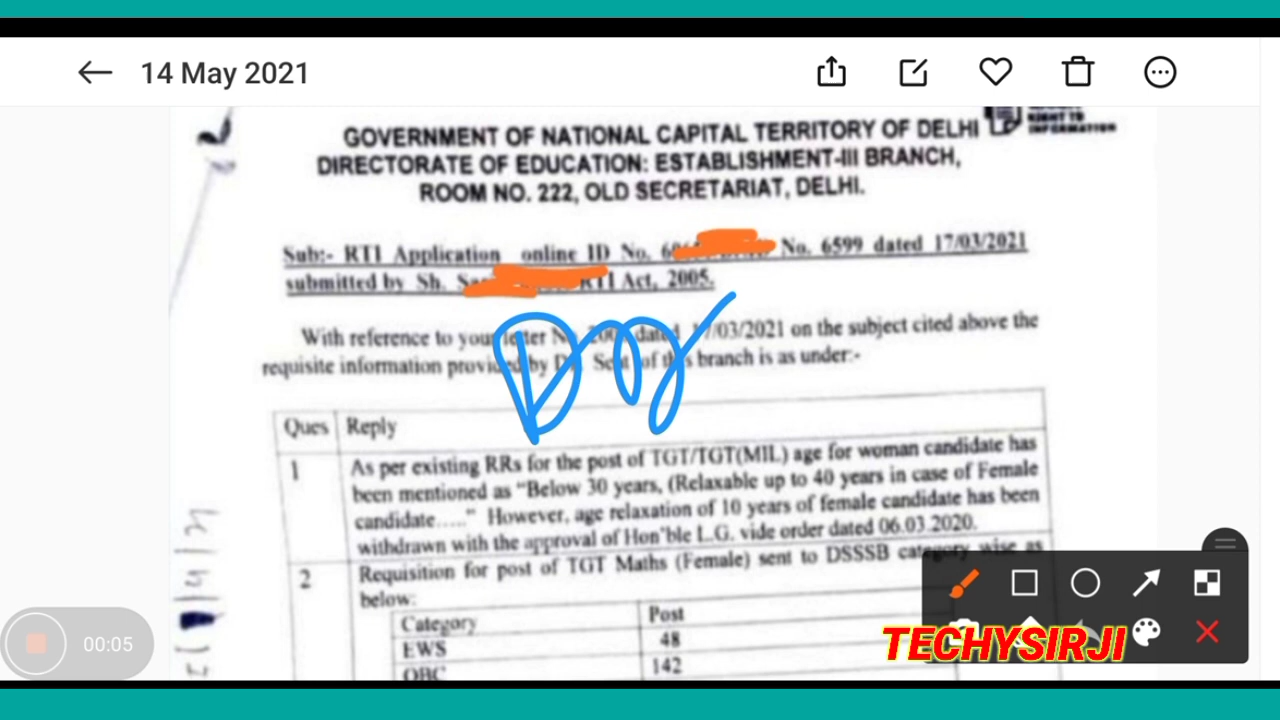 14 May 2021
RIGHT TO
INFORMATION
GOVERNMENT OF NATIONAL CAPITAL TERRITORY OF DELHI
DIRECTORATE OF EDUCATION: ESTABLISHMENT-III BRANCH,
ROOM NO. 222, OLD SECRETARIAT, DELHI.
Sub:- RTI Application online ID No. No. 6599 dated 17/03/2021
submitted by Sh. RTI Act, 2005.
With reference to your letter dated 17/03/2021 on the subject cited above the
requisite information provided by of this branch is as under:-
Ques Reply
1 As per existing RRs for the post of TGT/TGT(MIL) age for woman candidate has
been mentioned as "Below 30 years, (Relaxable up to 40 years in case of Female
candidate....." However, age relaxation of 10 years of female candidate has been
withdrawn with the approval of Hon'ble L.G. vide order dated 06.03.2020.
2 Requisition for post of TGT Maths (Female) sent to DSSSB category wise as
below:
Category Post
EWS 48
OBC 142
00:05
TECHYSIRJI